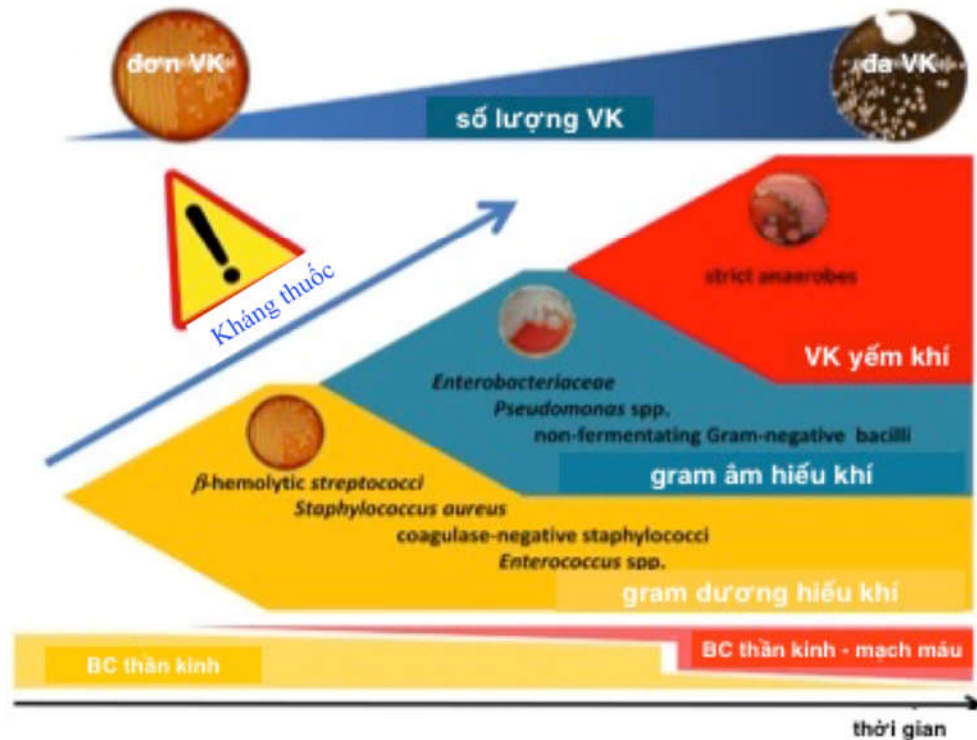 đơn VK
đa VK
số lượng VK
Kháng thuốc
strict anaerobes
VK yếm khí
Enterobacteriaceae
Pseudomonas spp.
non-fermentating Gram-negative bacilli
gram âm hiếu khí
β-hemolytic streptococci
Staphylococcus aureus
coagulase-negative staphylococci
Enterococcus spp.
gram dương hiếu khí
BC thần kinh
BC thần kinh - mạch máu
thời gian